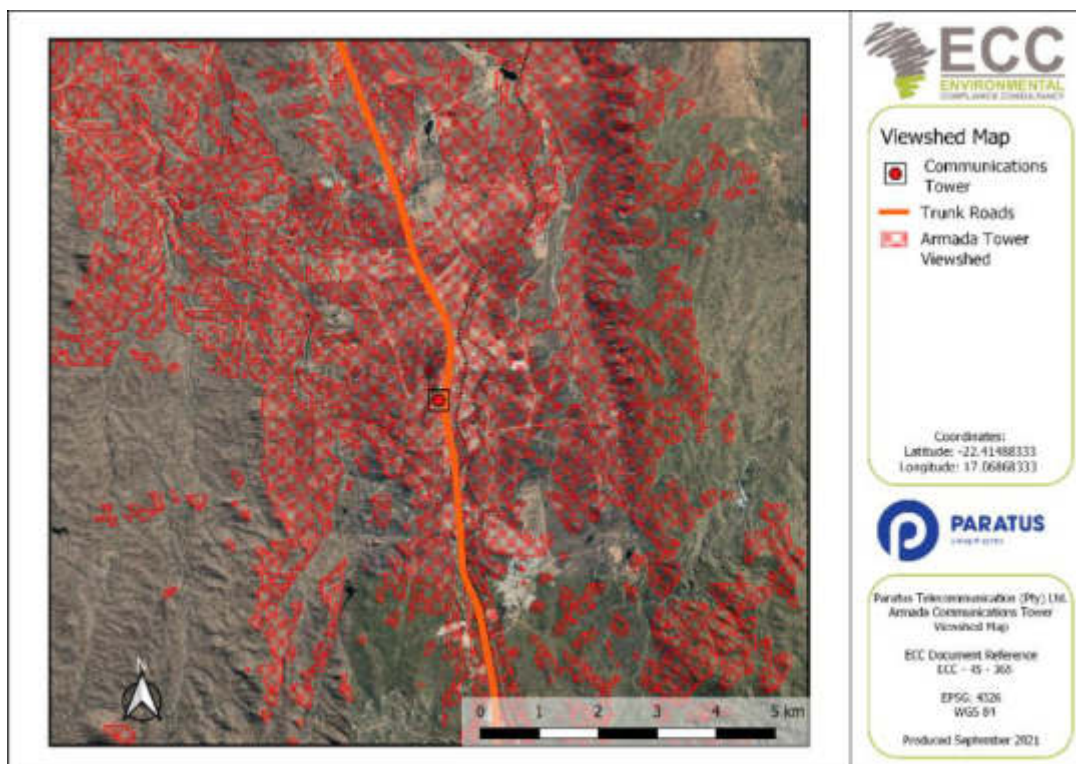 N
0 1 2 3 4 5 km
ECC
ENVIRONMENTAL
COMPLIANCE CONSULTANCY
Viewshed Map
Communications
Tower
Trunk Roads
Armada Tower
Viewshed
Coordinates:
Latitude: -22.41488333
Longitude: 17.06868333
PARATUS
Paratus Telecommunication (Pty) Ltd.
Armada Communications Tower
Viewshed Map
ECC Document Reference
ECC - 45 - 365
EPSG: 4326
WGS 84
Produced September 2021